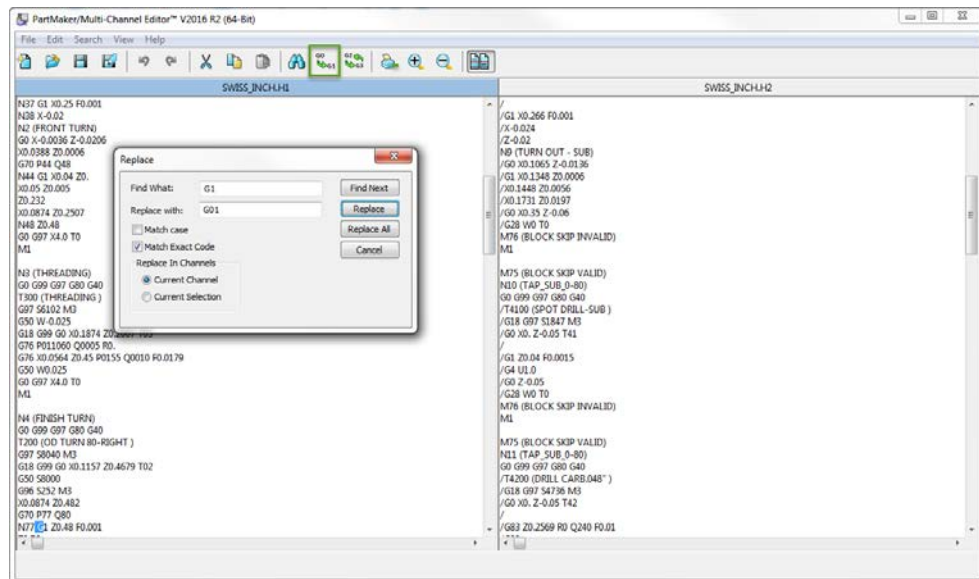 PartMaker/Multi-Channel Editor™ V2016 R2 (64-Bit)
File Edit Search View Help
SWISS_INCH.H1
N37 G1 X0.25 F0.001
N38 X-0.02
N2 (FRONT TURN)
G0 X-0.0036 Z-0.0206
X0.0388 Z0.0006
G70 P44 Q48
N44 G1 X0.04 Z0.
X0.05 Z0.005
Z0.232
X0.0874 Z0.2507
N48 Z0.48
G0 G97 X4.0 T0
M1
N3 (THREADING)
G0 G99 G97 G80 G40
T300 (THREADING )
G97 S6102 M3
G50 W-0.025
G18 G99 G0 X0.1874
G76 P011060 Q0005 R0.
G76 X0.0564 Z0.45 P0155 Q0010 F0.0179
G50 W0.025
G0 G97 X4.0 T0
M1
N4 (FINISH TURN)
G0 G99 G97 G80 G40
T200 (OD TURN 80-RIGHT )
G97 S8040 M3
G18 G99 G0 X0.1157 Z0.4679 T02
G50 S8000
G96 S252 M3
X0.0874 Z0.482
G70 P77 Q80
N77 G1 Z0.48 F0.001
Replace
Find What: G1 Find Next
Replace with: G01 Replace
Match case Replace All
Match Exact Code Cancel
Replace In Channels
Current Channel
Current Selection
SWISS_INCH.H2
/
/G1 X0.266 F0.001
/X-0.024
/Z-0.02
N9 (TURN OUT - SUB)
/G0 X0.1065 Z-0.0136
/G1 X0.1348 Z0.0006
/X0.1448 Z0.0056
/X0.1731 Z0.0197
/G0 X0.35 Z-0.06
/G28 W0 T0
M76 (BLOCK SKIP INVALID)
M1
M75 (BLOCK SKIP VALID)
N10 (TAP_SUB_0-80)
G0 G99 G97 G80 G40
/T4100 (SPOT DRILL-SUB )
/G18 G97 S1847 M3
/G0 X0. Z-0.05 T41
/
/G1 Z0.04 F0.0015
/G4 U1.0
/G0 Z-0.05
/G28 W0 T0
M76 (BLOCK SKIP INVALID)
M1
M75 (BLOCK SKIP VALID)
N11 (TAP_SUB_0-80)
G0 G99 G97 G80 G40
/T4200 (DRILL CARB.048" )
/G18 G97 S4736 M3
/G0 X0. Z-0.05 T42
/
/G83 Z0.2569 R0 Q240 F0.01